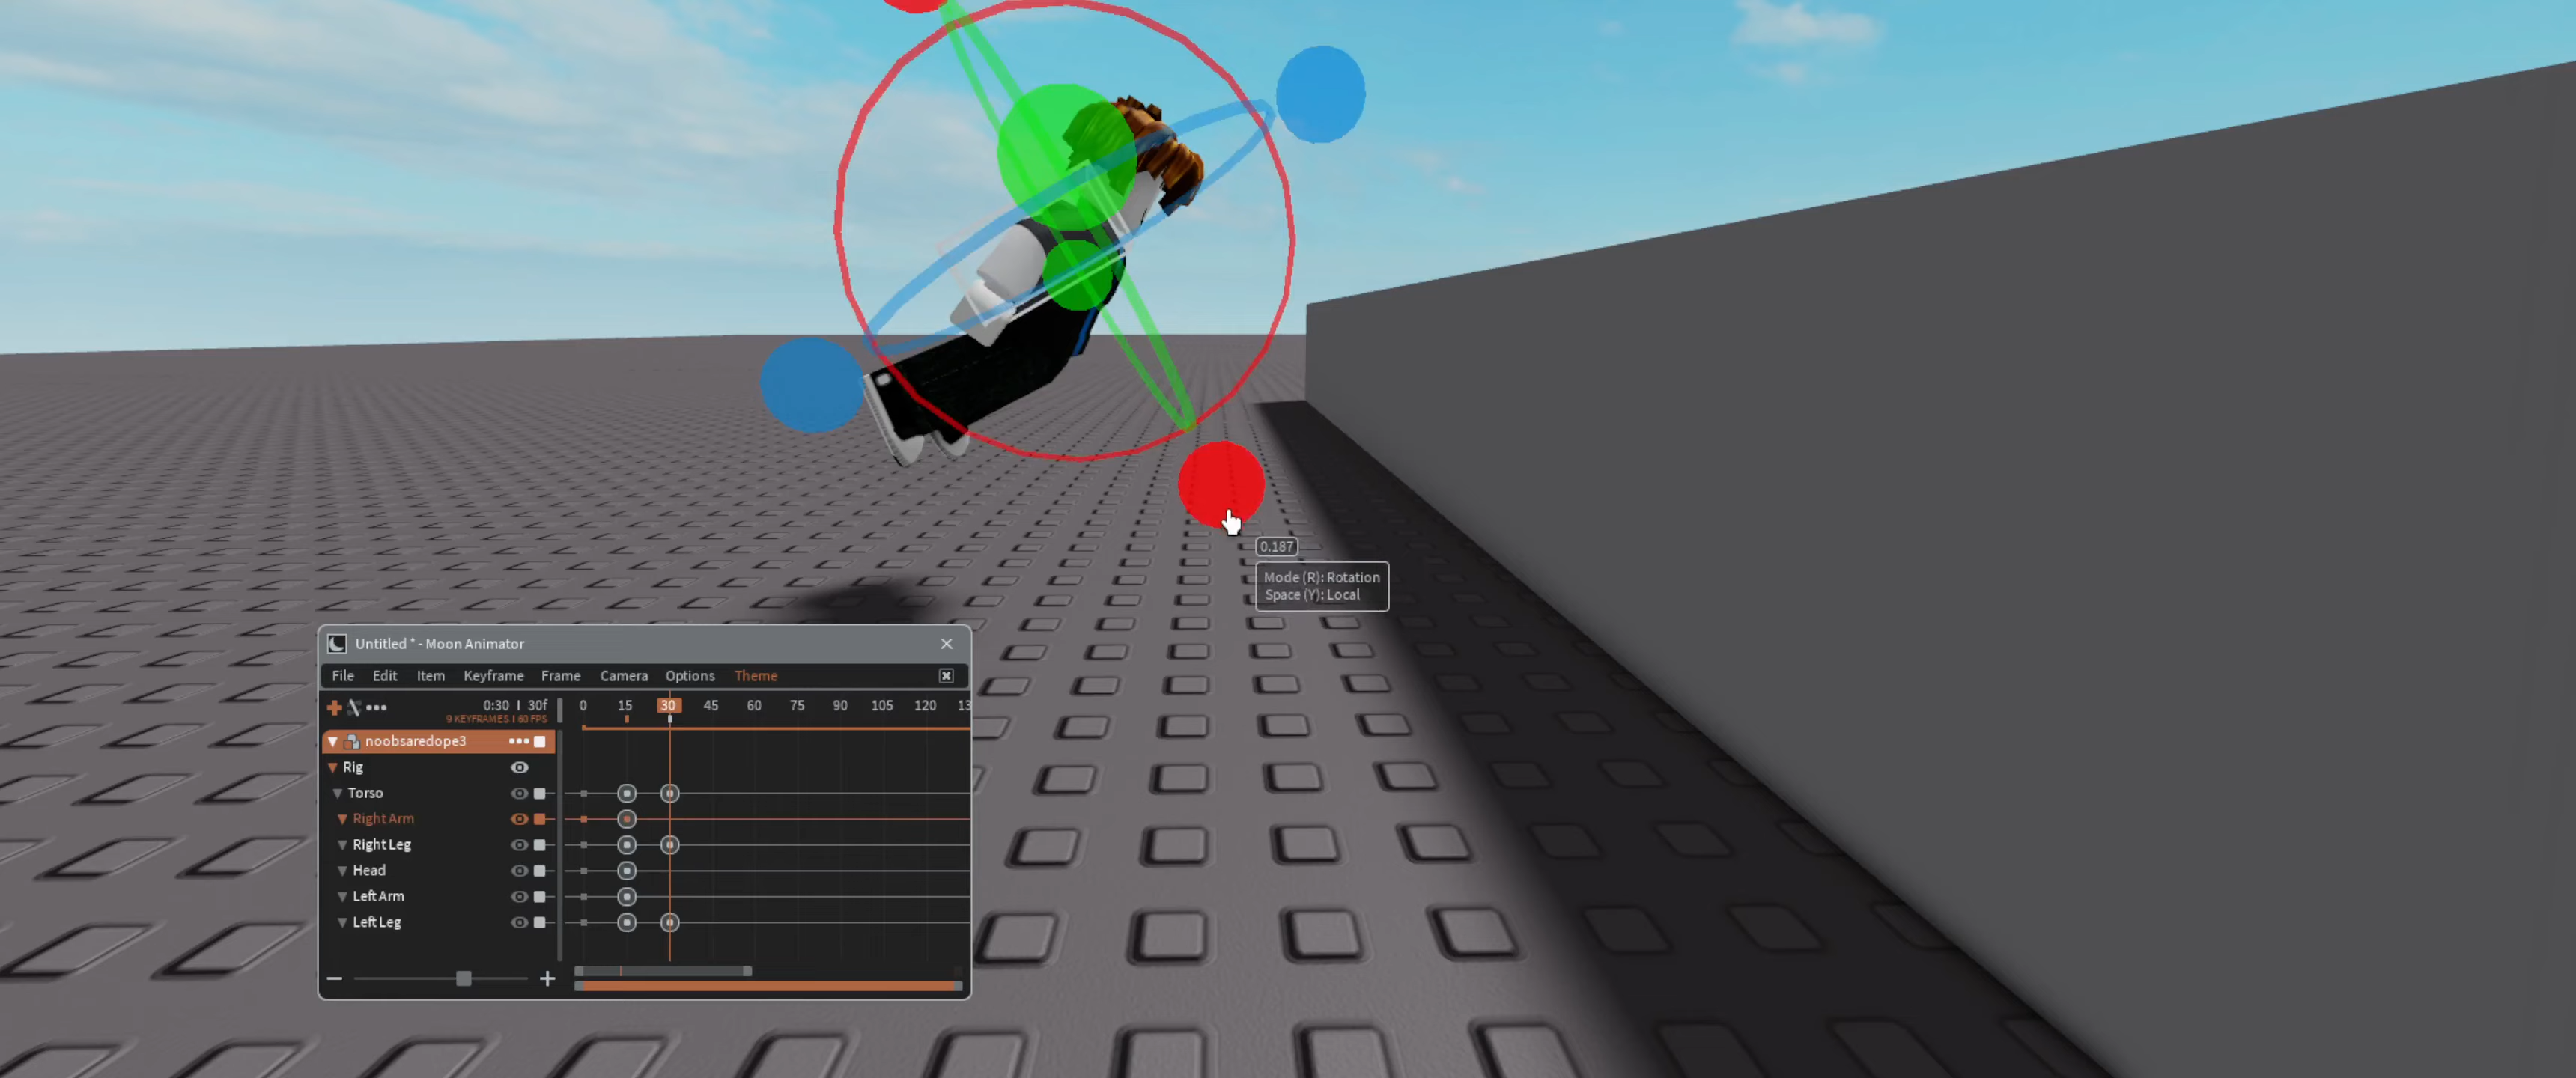 0.187
Mode (R): Rotation
Space (Y): Local
Untitled * - Moon Animator
File Edit Item Keyframe Frame Camera Options Theme
0:30 | 30f 0 15 30 45 60 75 90 105 120 13
9 KEYFRAMES | 60 FPS
noobsaredope3
Rig
Torso
Right Arm
Right Leg
Head
Left Arm
Left Leg